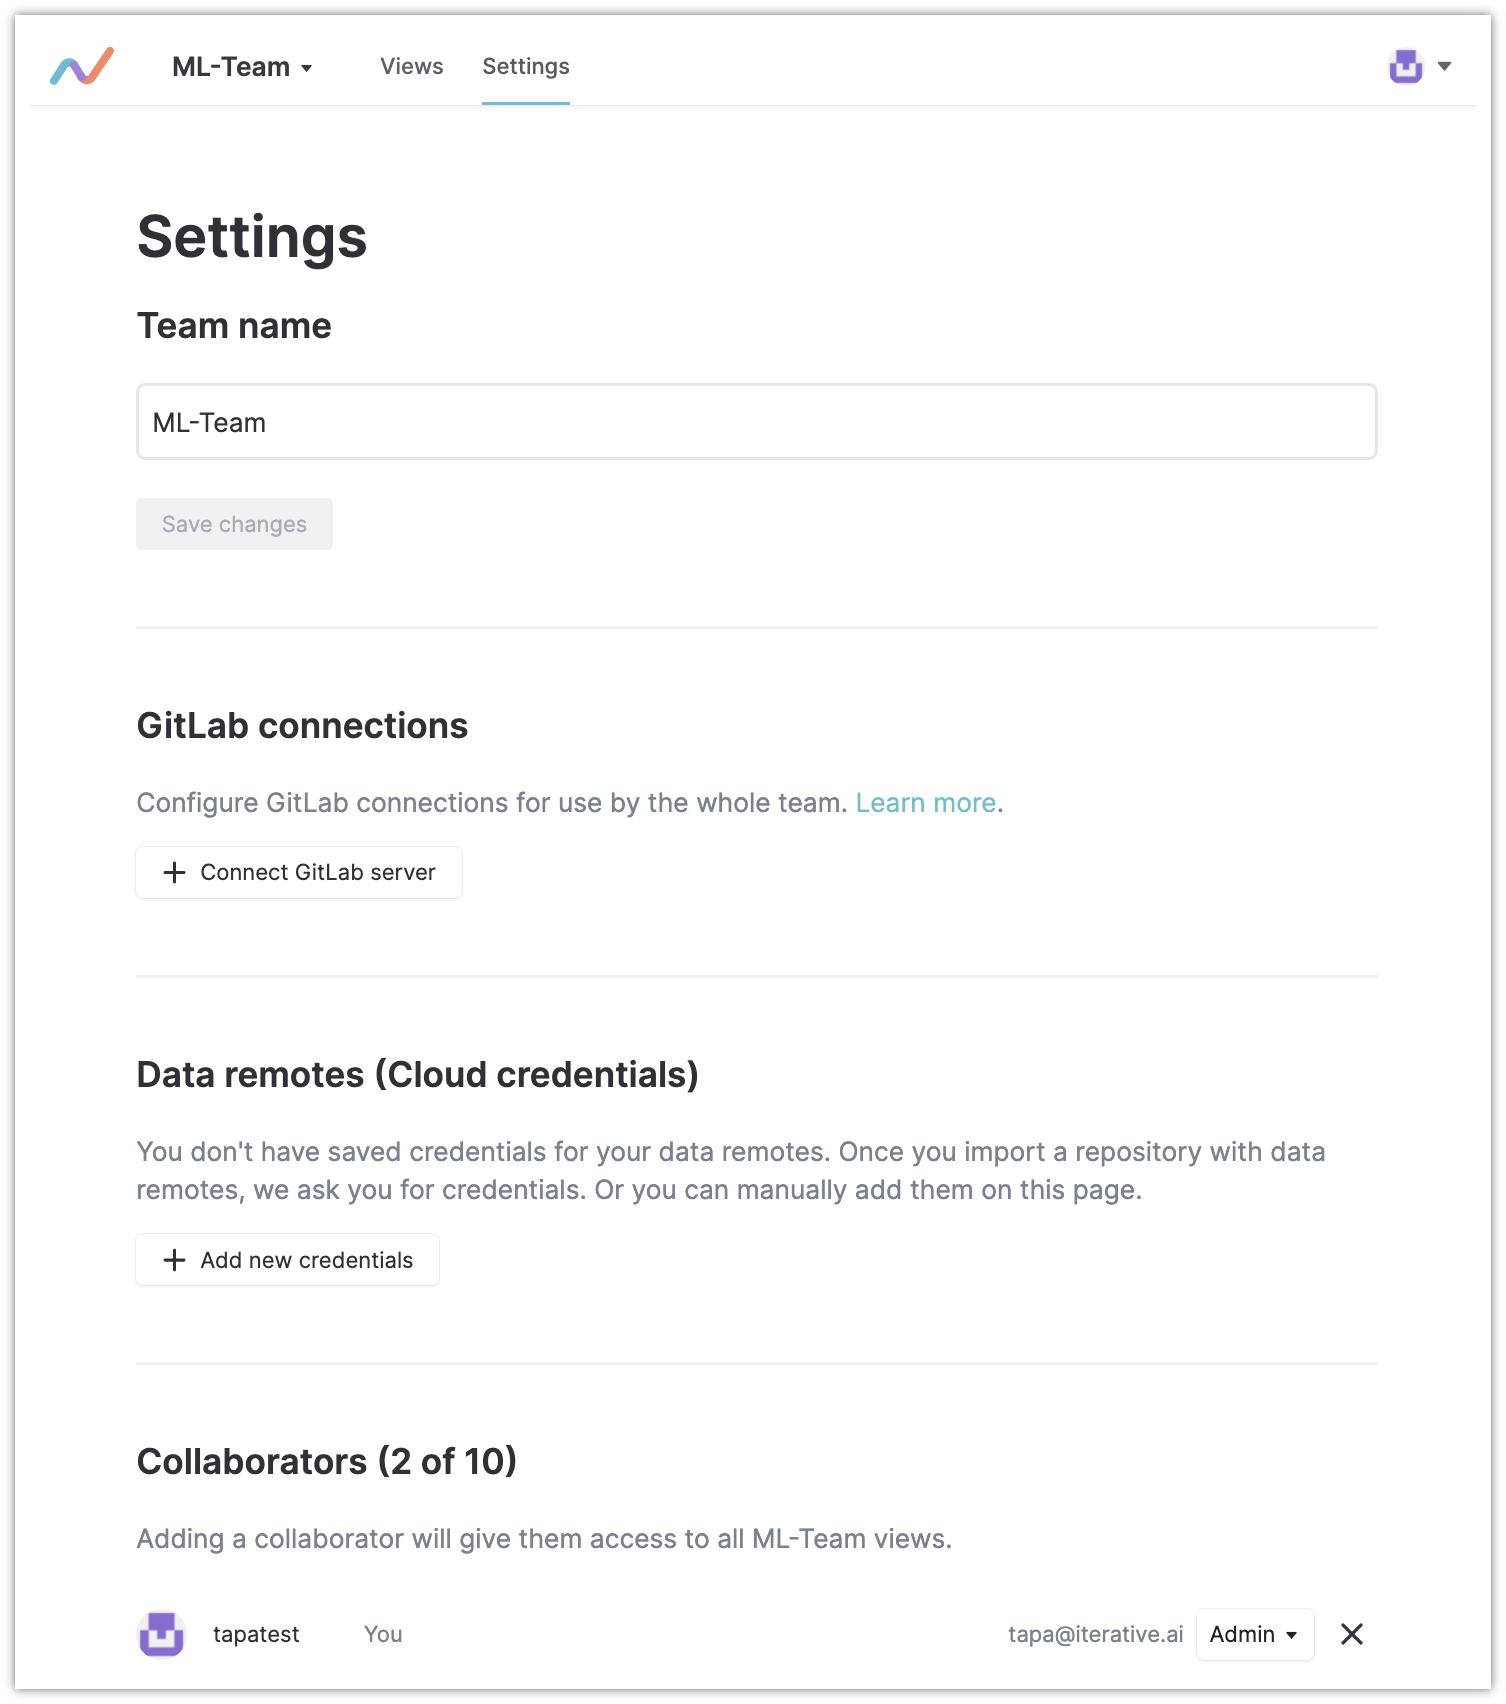 ML-Team Views Settings
Settings
Team name
ML-Team
Save changes
GitLab connections
Configure GitLab connections for use by the whole team. Learn more.
Connect GitLab server
Data remotes (Cloud credentials)
You don't have saved credentials for your data remotes. Once you import a repository with data
remotes, we ask you for credentials. Or you can manually add them on this page.
Add new credentials
Collaborators (2 of 10)
Adding a collaborator will give them access to all ML-Team views.
tapatest You tapa@iterative.ai Admin